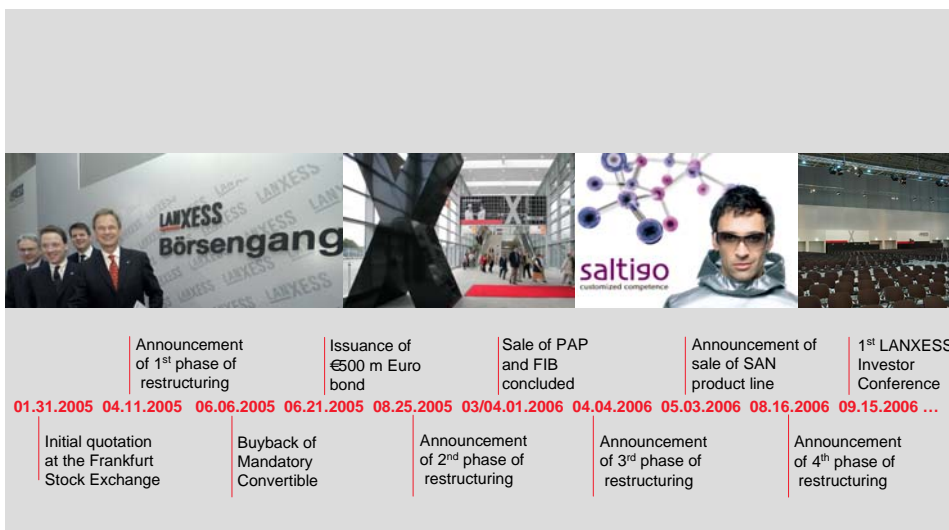 LANXESS
Börsengang
LANXESS
LANXESS
LANXESS
LANXESS
X
saltigo
customized competence
Announcement
of 1st phase of
restructuring
Issuance of
€500 m Euro
bond
Sale of PAP
and FIB
concluded
Announcement of
sale of SAN
product line
1st LANXESS
Investor
Conference
01.31.2005 04.11.2005 06.06.2005 06.21.2005 08.25.2005 03/04.01.2006 04.04.2006 05.03.2006 08.16.2006 09.15.2006 …
Initial quotation
at the Frankfurt
Stock Exchange
Buyback of
Mandatory
Convertible
Announcement
of 2nd phase of
restructuring
Announcement
of 3rd phase of
restructuring
Announcement
of 4th phase of
restructuring